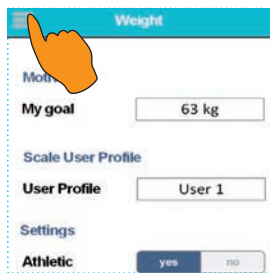 Weight
My goal
63 kg
Scale User Profile
User Profile
User 1
Settings
Athletic
yes
no